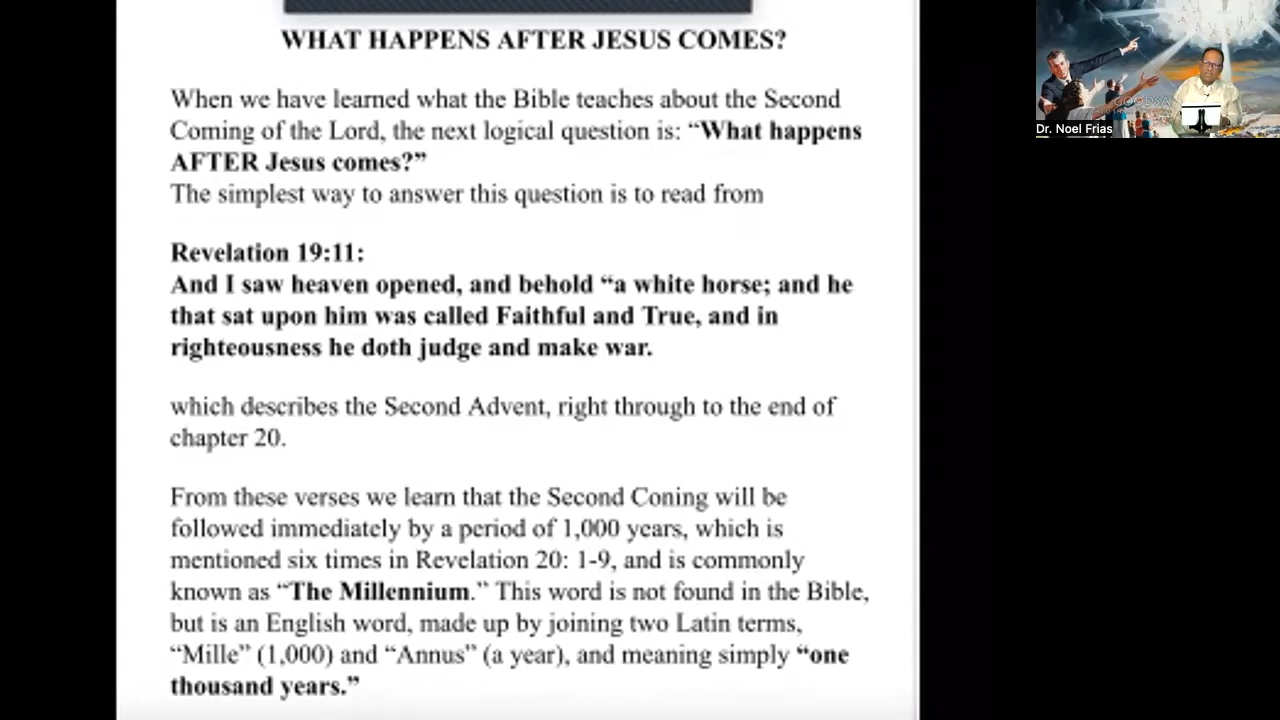 WHAT HAPPENS AFTER JESUS COMES?
When we have learned what the Bible teaches about the Second
Coming of the Lord, the next logical question is: “What happens
AFTER Jesus comes?”
The simplest way to answer this question is to read from
Revelation 19:11:
And I saw heaven opened, and behold “a white horse; and he
that sat upon him was called Faithful and True, and in
righteousness he doth judge and make war.
which describes the Second Advent, right through to the end of
chapter 20.
From these verses we learn that the Second Coning will be
followed immediately by a period of 1,000 years, which is
mentioned six times in Revelation 20: 1-9, and is commonly
known as “The Millennium.” This word is not found in the Bible,
but is an English word, made up by joining two Latin terms,
“Mille” (1,000) and “Annus” (a year), and meaning simply “one
thousand years.”
Dr. Noel Frias